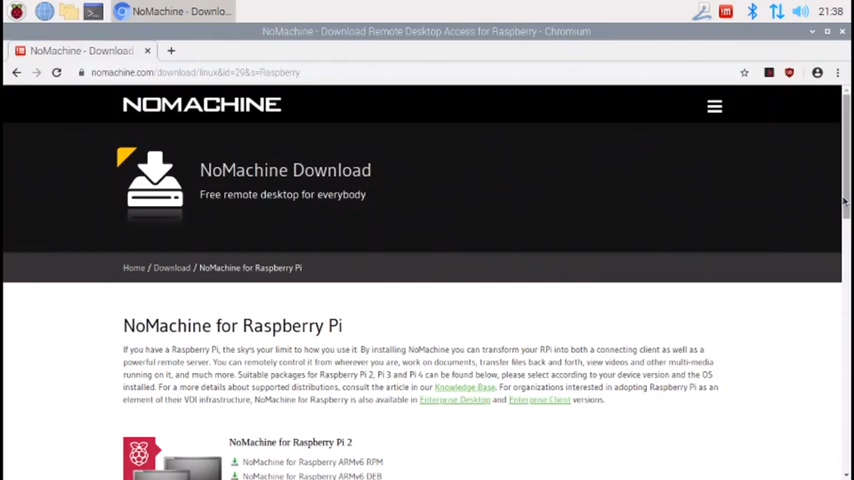 NoMachine - Downlo...
21:38
NoMachine - Download Remote Desktop Access for Raspberry - Chromium
NoMachine - Download
nomachine.com/download/linux&id=29&s=Raspberry
NOMACHINE
NoMachine Download
Free remote desktop for everybody
Home / Download / NoMachine for Raspberry Pi
NoMachine for Raspberry Pi
If you have a Raspberry Pi, the sky's your limit to how you use it. By installing NoMachine you can transform your RPi into both a connecting client as well as a
powerful remote server. You can remotely control it from wherever you are, work on documents, transfer files back and forth, view videos and other multi-media
running on it, and much more. Suitable packages for Raspberry Pi 2, Pi 3 and Pi 4 can be found below, please select according to your device version and the OS
installed. For a more details about supported distributions, consult the article in our Knowledge Base. For organizations interested in adopting Raspberry Pi as an
element of their VDI infrastructure, NoMachine for Raspberry is also available in Enterprise Desktop and Enterprise Client versions.
NoMachine for Raspberry Pi 2
NoMachine for Raspberry ARMv6 RPM
NoMachine for Raspberry ARMv6 DEB